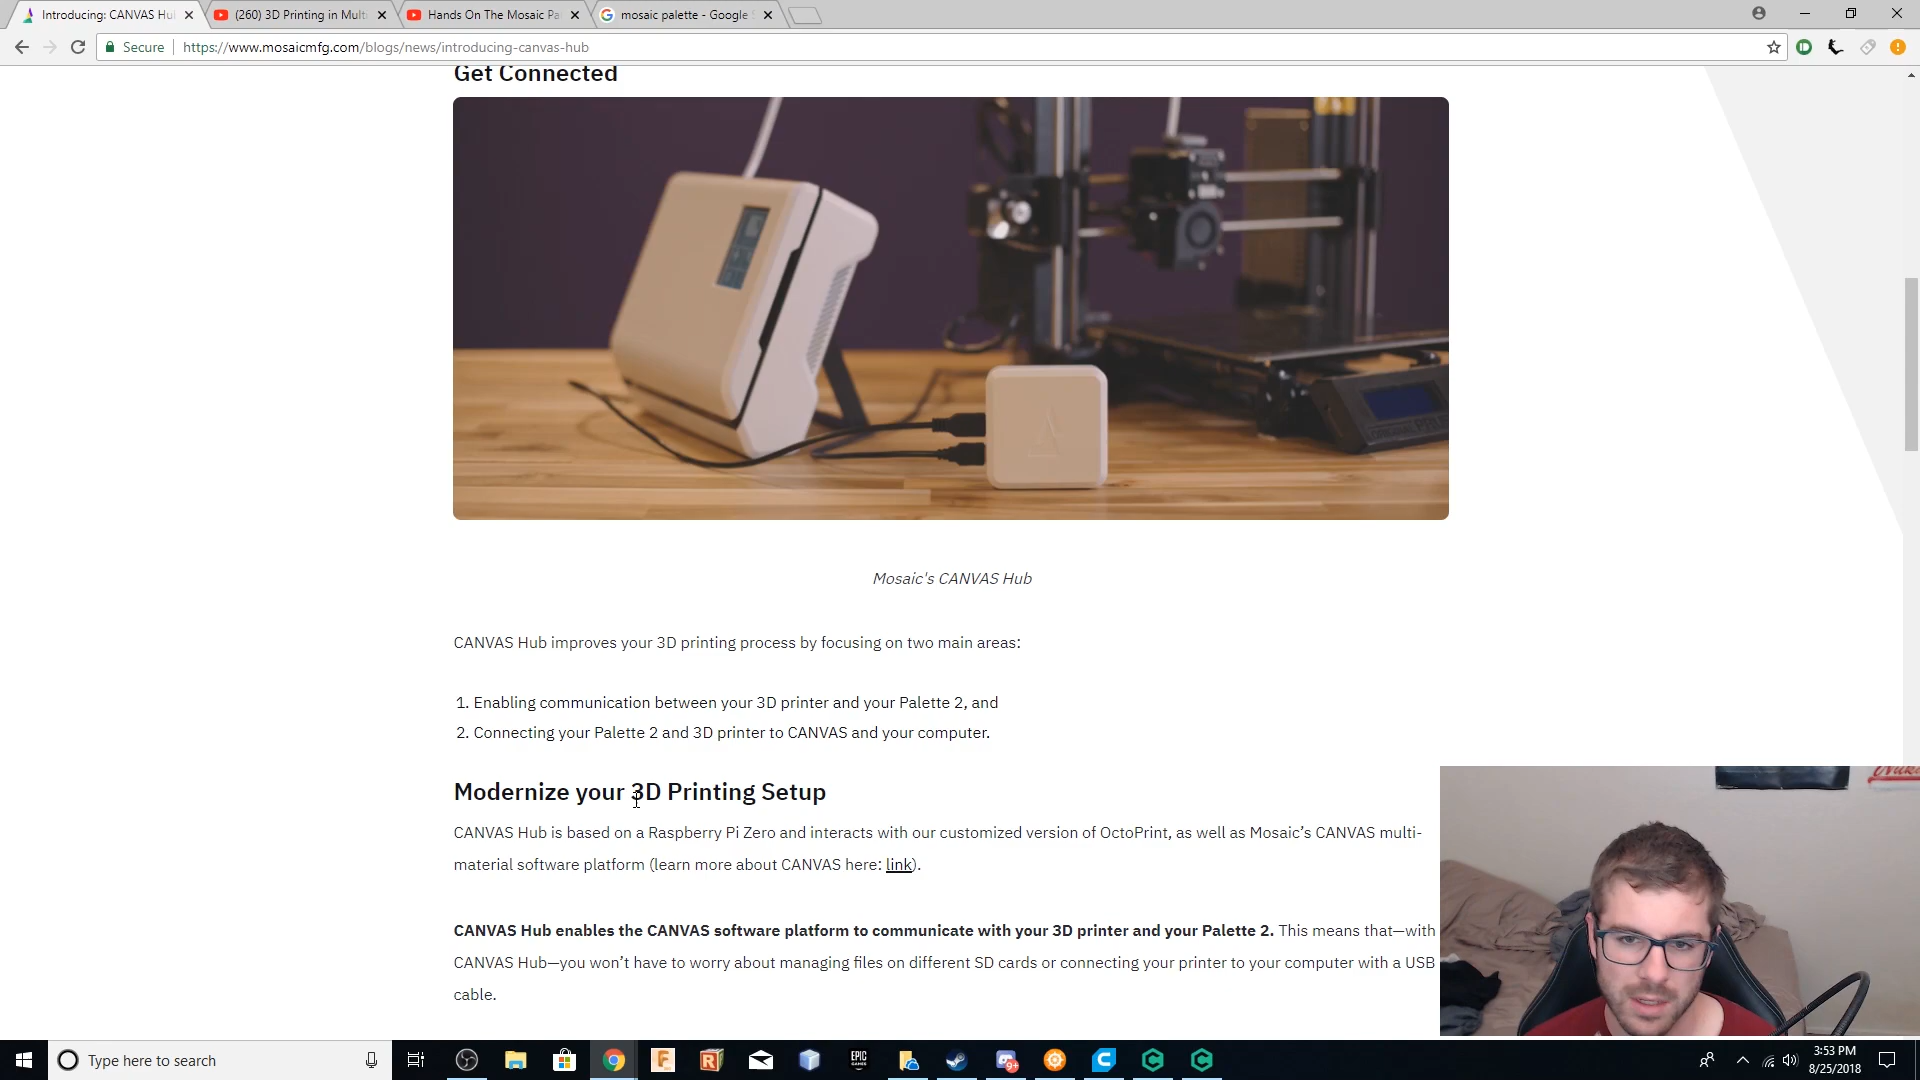 Introducing: CANVAS Hu
(260) 3D Printing in Mult
Hands On The Mosaic Pa
mosaic palette - Google S
Secure
https://www.mosaicmfg.com/blogs/news/introducing-canvas-hub
Get Connected
Mosaic's CANVAS Hub
CANVAS Hub improves your 3D printing process by focusing on two main areas:
1. Enabling communication between your 3D printer and your Palette 2, and
2. Connecting your Palette 2 and 3D printer to CANVAS and your computer.
Modernize your 3D Printing Setup
CANVAS Hub is based on a Raspberry Pi Zero and interacts with our customized version of OctoPrint, as well as Mosaic’s CANVAS multi-
material software platform (learn more about CANVAS here: link).
CANVAS Hub enables the CANVAS software platform to communicate with your 3D printer and your Palette 2. This means that—with
CANVAS Hub—you won’t have to worry about managing files on different SD cards or connecting your printer to your computer with a USB
cable.
Type here to search
EPIC
GAMES
9+
3:53 PM
8/25/2018